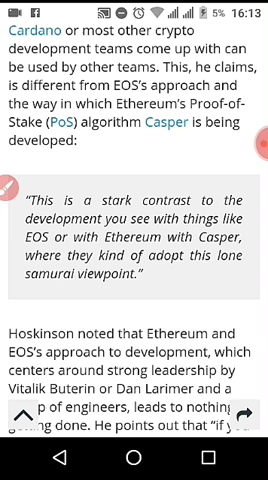 5% 16:13
Cardano or most other crypto
development teams come up with can
be used by other teams. This, he claims,
is different from EOS’s approach and
the way in which Ethereum’s Proof-of-
Stake (PoS) algorithm Casper is being
developed:
“This is a stark contrast to the
development you see with things like
EOS or with Ethereum with Casper,
where they kind of adopt this lone
samurai viewpoint.”
Hoskinson noted that Ethereum and
EOS’s approach to development, which
centers around strong leadership by
Vitalik Buterin or Dan Larimer and a
of engineers, leads to nothing
done. He points out that “if